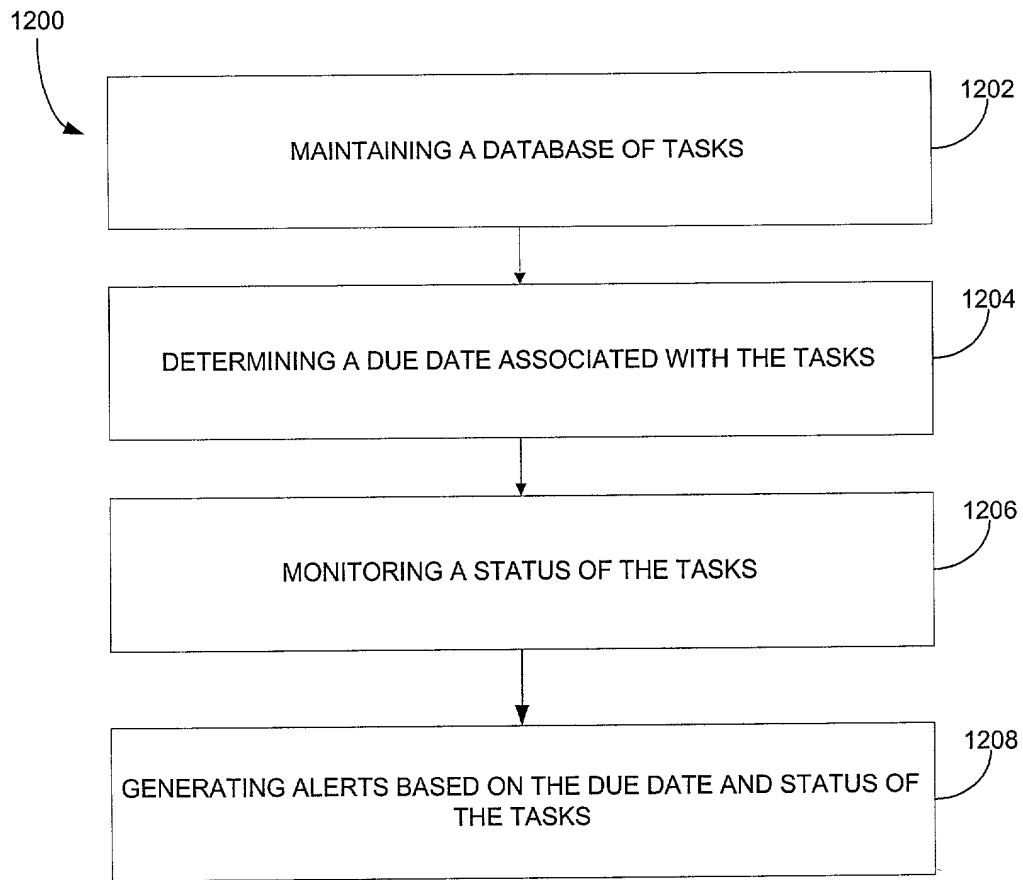 1200
1202
MAINTAINING A DATABASE OF TASKS
1204
DETERMINING A DUE DATE ASSOCIATED WITH THE TASKS
1206
MONITORING A STATUS OF THE TASKS
1208
GENERATING ALERTS BASED ON THE DUE DATE AND STATUS OF
THE TASKS